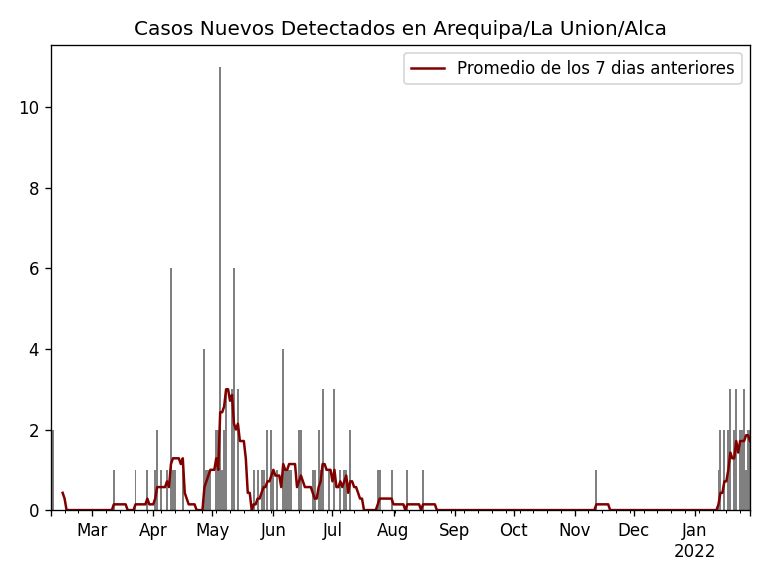 Casos Nuevos Detectados en Arequipa/La Union/Alca
Promedio de los 7 dias anteriores
10
8
6
4
2
0
Mar Apr May Jun Jul Aug Sep Oct Nov Dec Jan
2022